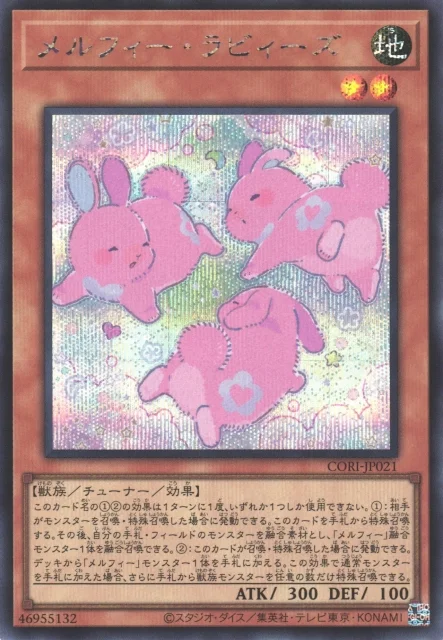 メルフィー・ラビィーズ
地
CORI-JP021
【獣族／チューナー／効果】
このカード名の①②の効果は1ターンに1度、いずれか1つしか使用できない。①：相手
がモンスターを召喚・特殊召喚した場合に発動できる。このカードを手札から特殊召喚
する。その後、自分の手札・フィールドのモンスターを融合素材とし、「メルフィー」融合
モンスター1体を融合召喚できる。②：このカードが召喚・特殊召喚した場合に発動できる。
デッキから「メルフィー」モンスター1体を手札に加える。この効果で通常モンスター
を手札に加えた場合、さらに手札から獣族モンスターを任意の数だけ特殊召喚できる。
ATK/ 300 DEF/ 100
46955132
©スタジオ・ダイス／集英社・テレビ東京・KONAMI